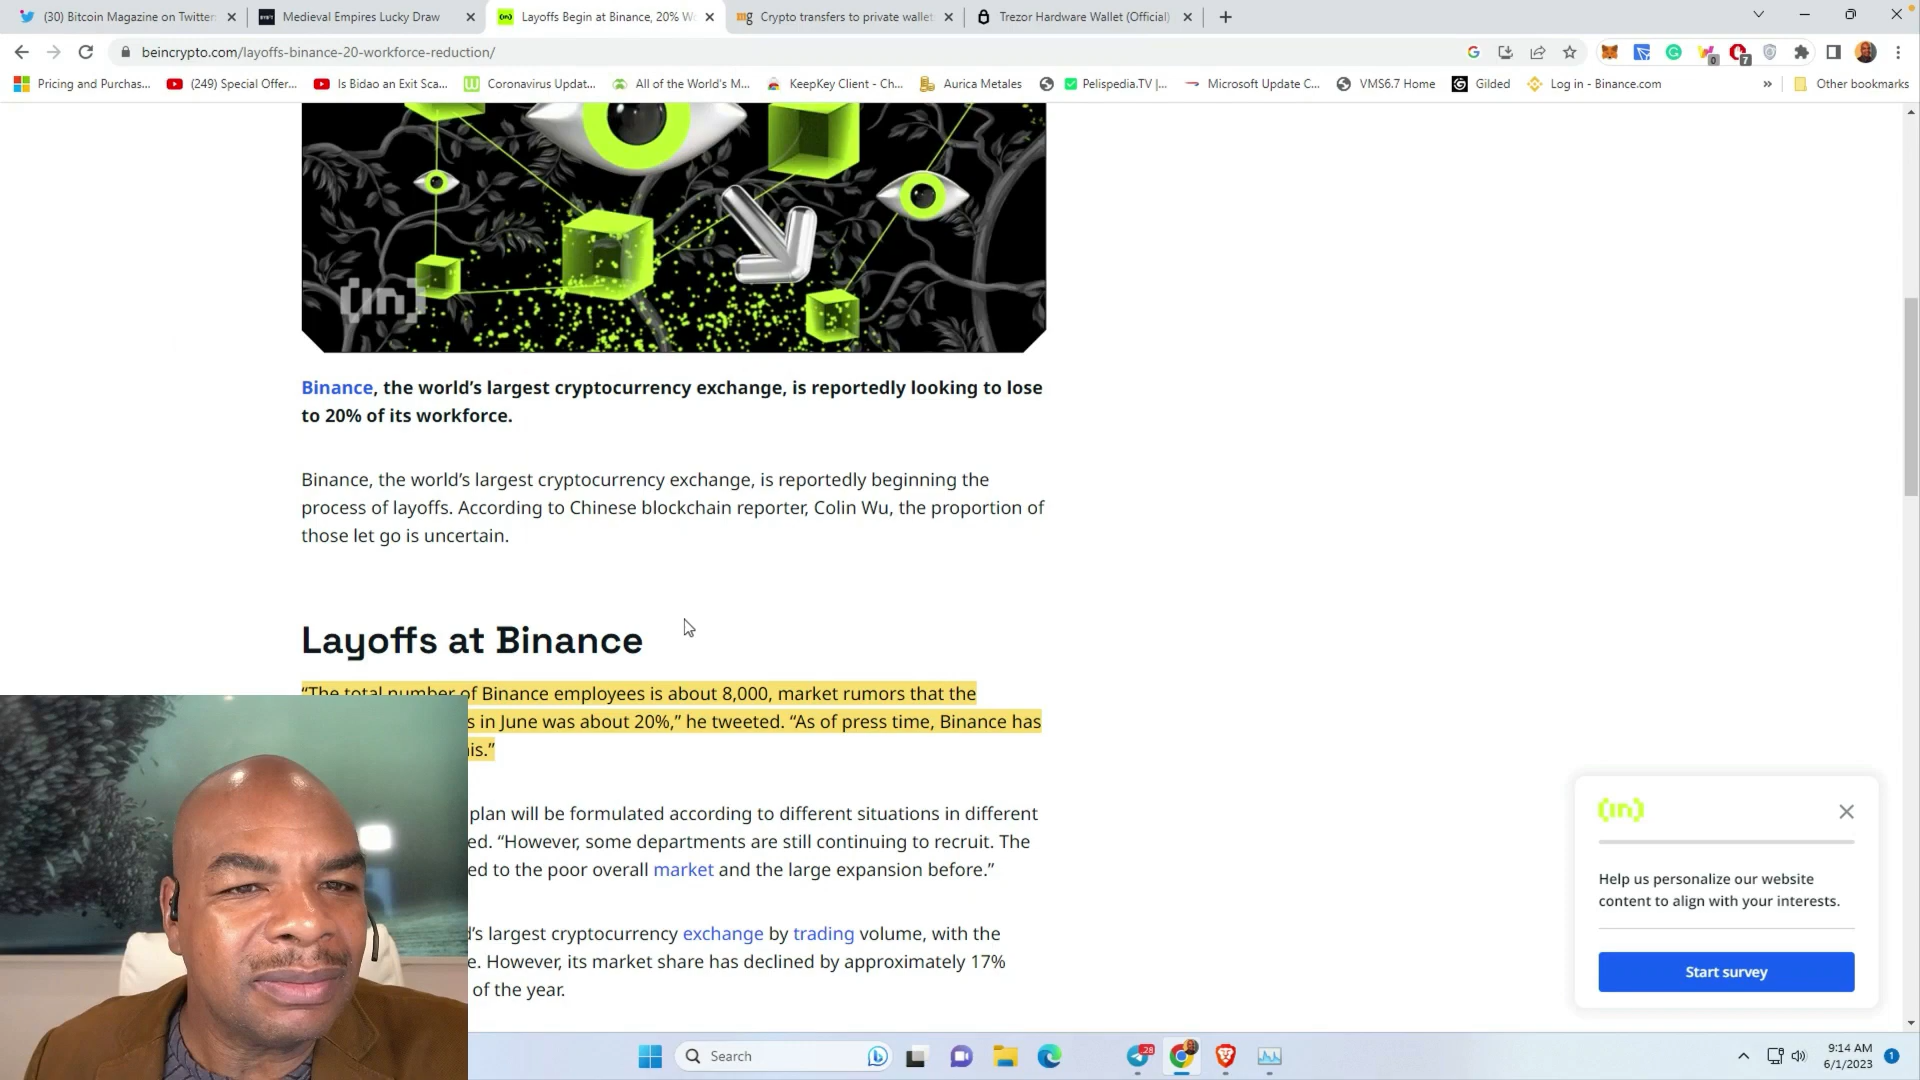 (30) Bitcoin Magazine on Twitter
Medieval Empires Lucky Draw
Layoffs Begin at Binance, 20% Wo
Crypto transfers to private wallet
Trezor Hardware Wallet (Official)
beincrypto.com/layoffs-binance-20-workforce-reduction/
Pricing and Purchas...
(249) Special Offer...
Is Bidao an Exit Sca...
Coronavirus Updat...
All of the World's M...
KeepKey Client - Ch...
Aurica Metales
Pelispedia.TV |...
Microsoft Update C...
VMS6.7 Home
Gilded
Log in - Binance.com
Other bookmarks
[in]
Binance, the world's largest cryptocurrency exchange, is reportedly looking to lose
to 20% of its workforce.
Binance, the world's largest cryptocurrency exchange, is reportedly beginning the
process of layoffs. According to Chinese blockchain reporter, Colin Wu, the proportion of
those let go is uncertain.
Layoffs at Binance
“The total number of Binance employees is about 8,000, market rumors that the
s in June was about 20%,” he tweeted. “As of press time, Binance has
is.”
plan will be formulated according to different situations in different
ed. “However, some departments are still continuing to recruit. The
ed to the poor overall market and the large expansion before.”
's largest cryptocurrency exchange by trading volume, with the
e. However, its market share has declined by approximately 17%
of the year.
[in]
Help us personalize our website
content to align with your interests.
Start survey
Search
28
9:14 AM
6/1/2023
1